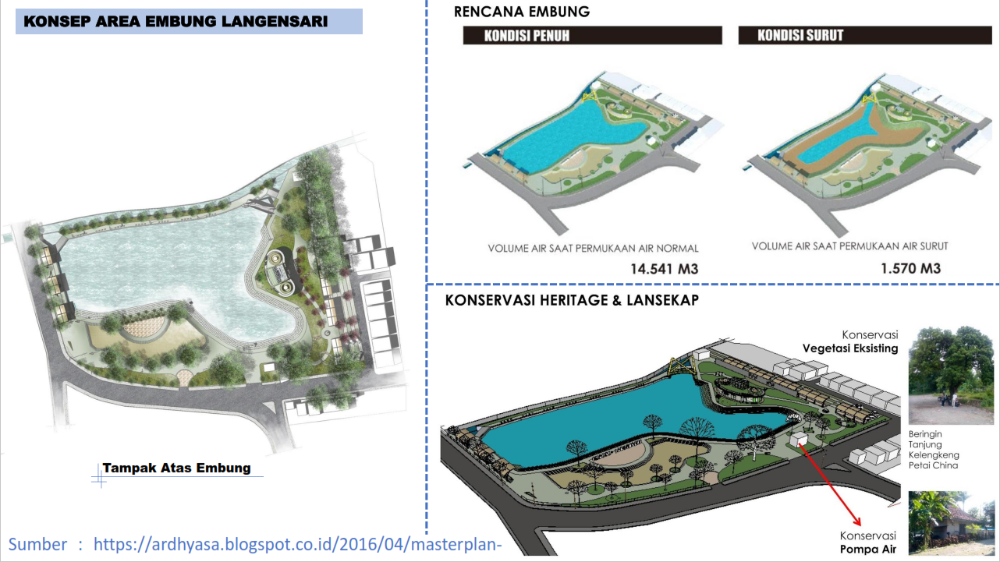 KONSEP AREA EMBUNG LANGENSARI
Tampak Atas Embung
Sumber : https://ardhyasa.blogspot.co.id/2016/04/masterplan-
RENCANA EMBUNG
KONDISI PENUH
KONDISI SURUT
VOLUME AIR SAAT PERMUKAAN AIR NORMAL
14.541 M3
VOLUME AIR SAAT PERMUKAAN AIR SURUT
1.570 M3
KONSERVASI HERITAGE & LANSEKAP
Konservasi
Vegetasi Eksisting
Beringin
Tanjung
Kelengkeng
Petai China
Konservasi
Pompa Air